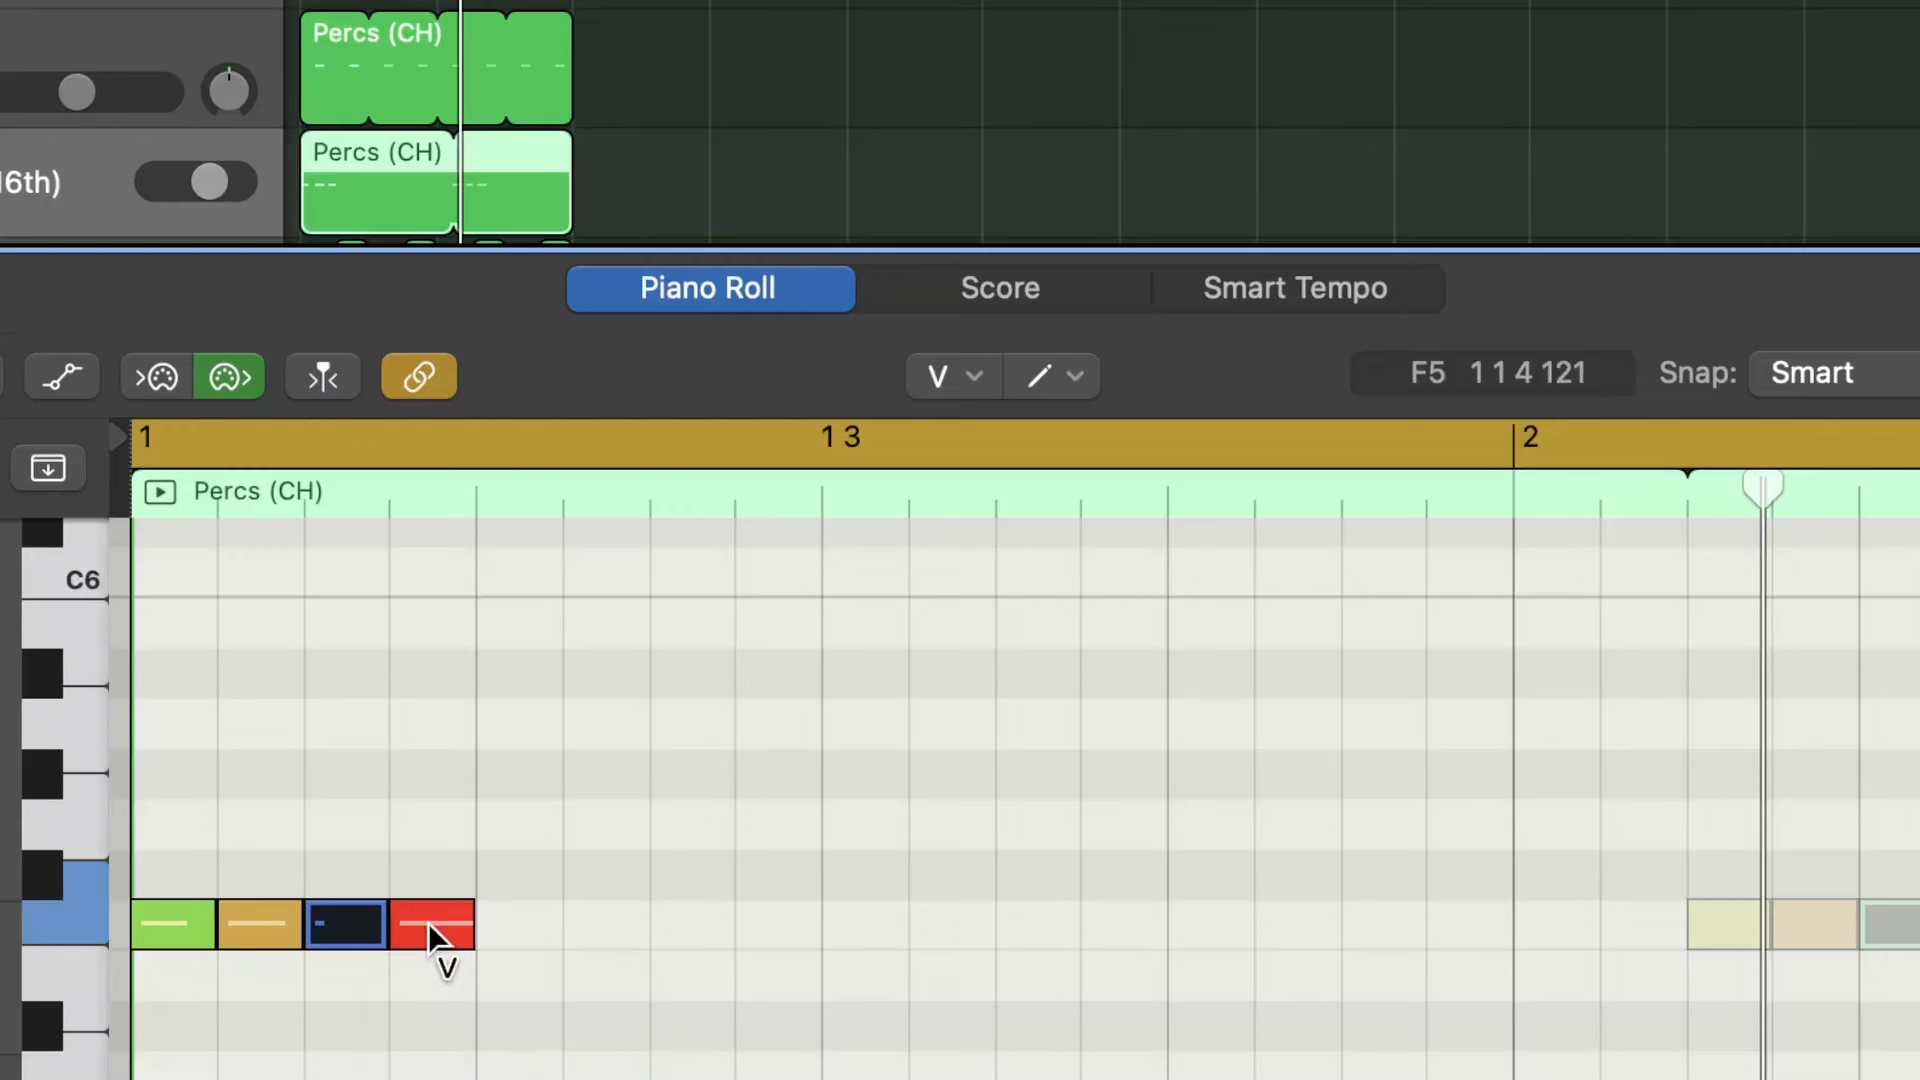 Percs (CH)
Percs (CH)
16th)
Piano Roll
Score
Smart Tempo
V
F5 1 1 4 121
Snap:
Smart
1
1 3
2
Percs (CH)
C6
V